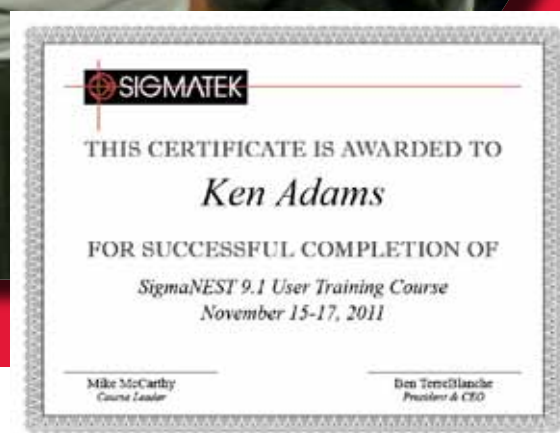 SIGMATEK
THIS CERTIFICATE IS AWARDED TO
Ken Adams
FOR SUCCESSFUL COMPLETION OF
SigmaNEST 9.1 User Training Course
November 15-17, 2011
Mike McCarthy
Course Leader
Ben TerreBlanche
President & CEO